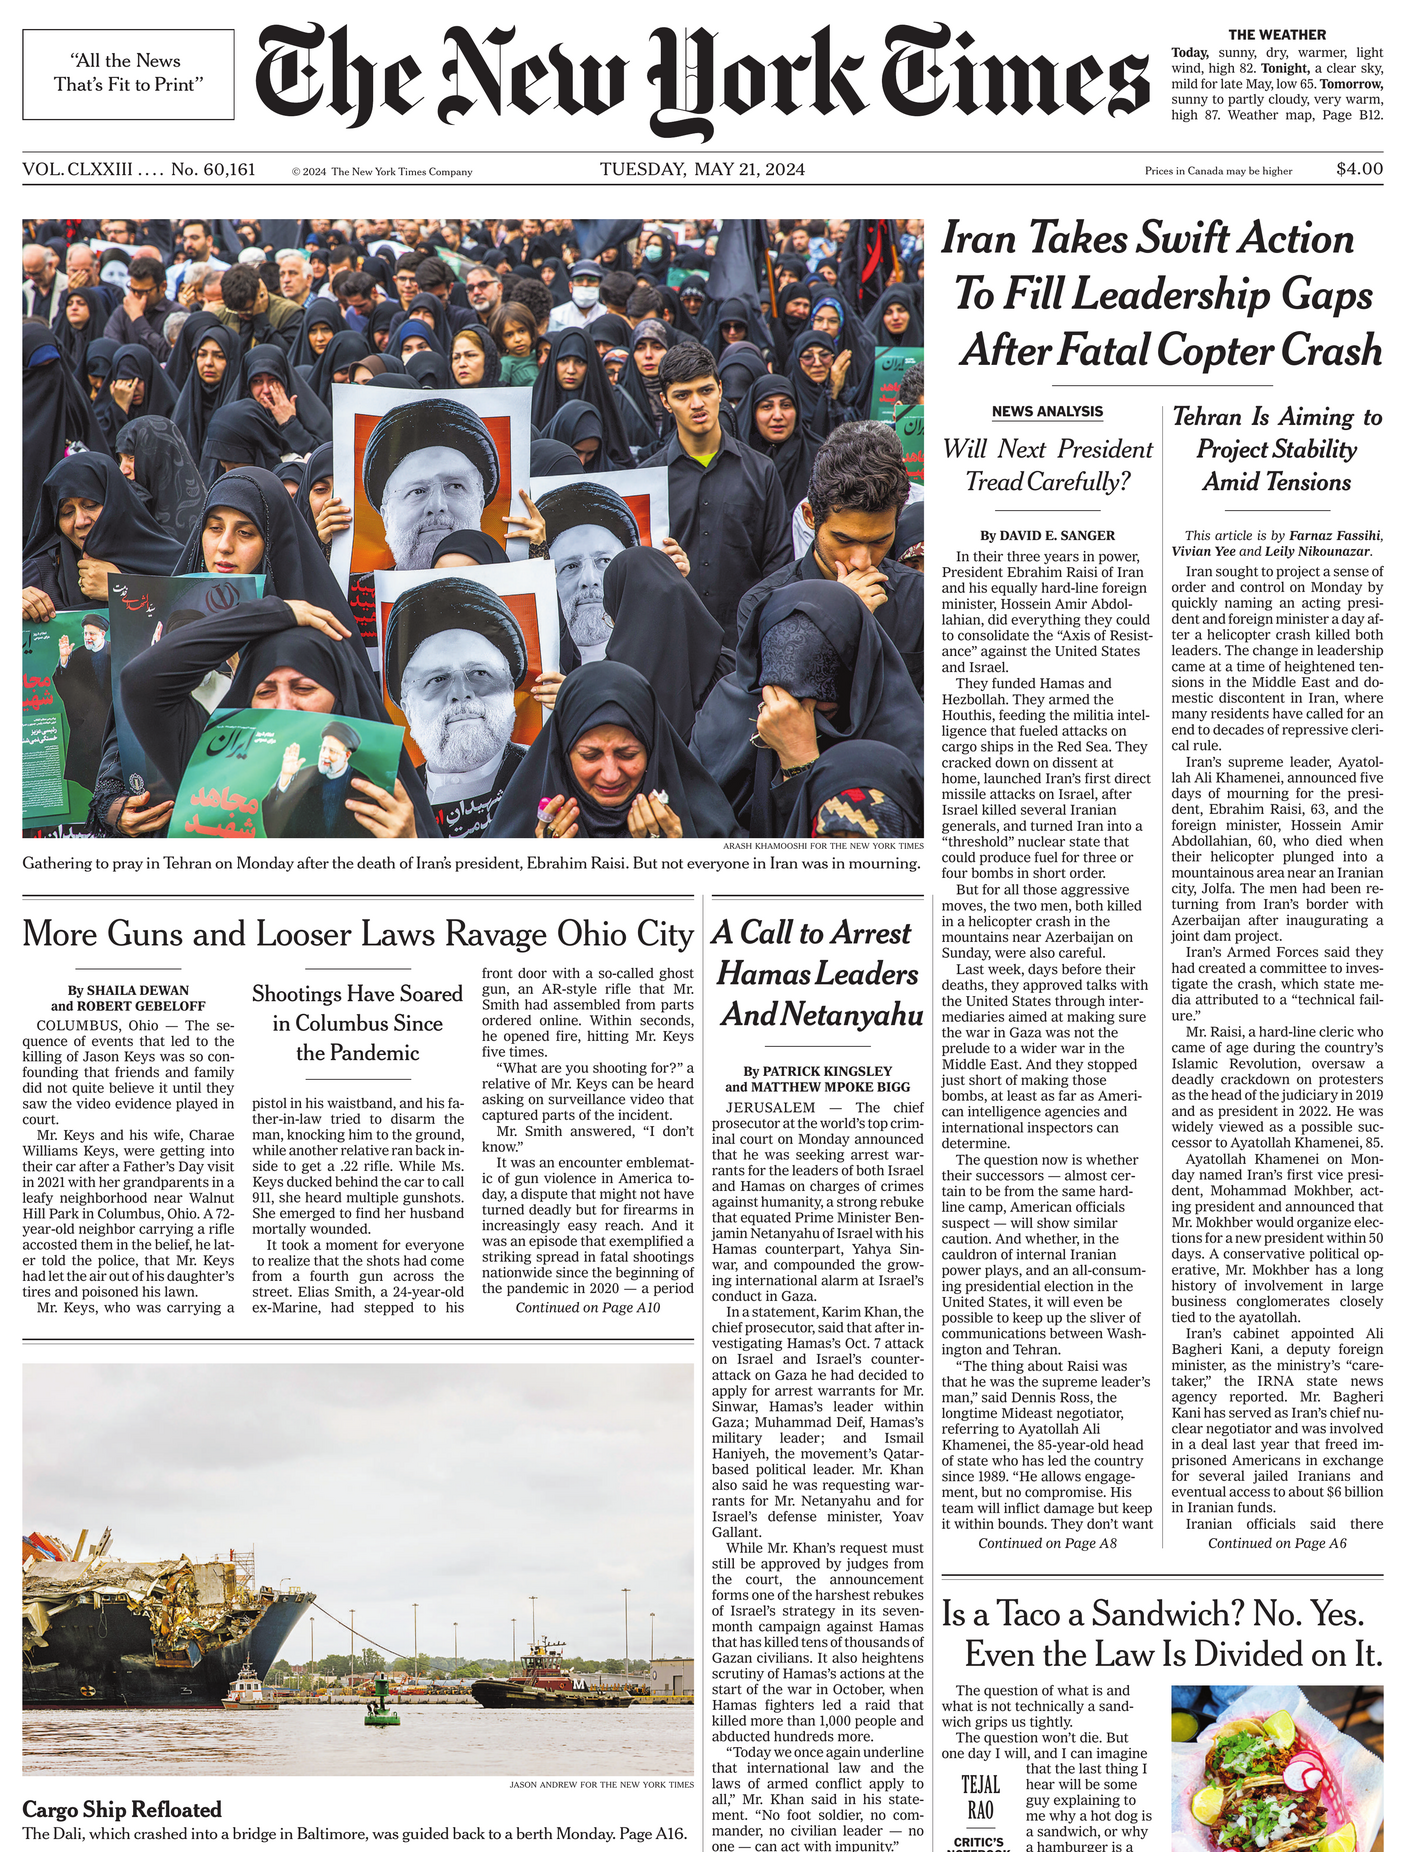 “All the News
That’s Fit to Print”
The New York Times
THE WEATHER
Today, sunny, dry, warmer, light
wind, high 82. Tonight, a clear sky,
mild for late May, low 65. Tomorrow,
sunny to partly cloudy, very warm,
high 87. Weather map, Page B12.
VOL. CLXXIII .... No. 60,161
© 2024 The New York Times Company
TUESDAY, MAY 21, 2024
Prices in Canada may be higher
$4.00
ایران
مجاهد
شهید
ARASH KHAMOOSHI FOR THE NEW YORK TIMES
Gathering to pray in Tehran on Monday after the death of Iran’s president, Ebrahim Raisi. But not everyone in Iran was in mourning.
Iran Takes Swift Action
To Fill Leadership Gaps
After Fatal Copter Crash
NEWS ANALYSIS
Will Next President
Tread Carefully?
By DAVID E. SANGER
In their three years in power,
President Ebrahim Raisi of Iran
and his equally hard-line foreign
minister, Hossein Amir Abdol-
lahian, did everything they could
to consolidate the “Axis of Resist-
ance” against the United States
and Israel.
They funded Hamas and
Hezbollah. They armed the
Houthis, feeding the militia intel-
ligence that fueled attacks on
cargo ships in the Red Sea. They
cracked down on dissent at
home, launched Iran’s first direct
missile attacks on Israel, after
Israel killed several Iranian
generals, and turned Iran into a
“threshold” nuclear state that
could produce fuel for three or
four bombs in short order.
But for all those aggressive
moves, the two men, both killed
in a helicopter crash in the
mountains near Azerbaijan on
Sunday, were also careful.
Last week, days before their
deaths, they approved talks with
the United States through inter-
mediaries aimed at making sure
the war in Gaza was not the
prelude to a wider war in the
Middle East. And they stopped
just short of making those
bombs, at least as far as Ameri-
can intelligence agencies and
international inspectors can
determine.
The question now is whether
their successors — almost cer-
tain to be from the same hard-
line camp, American officials
suspect — will show similar
caution. And whether, in the
cauldron of internal Iranian
power plays, and an all-consum-
ing presidential election in the
United States, it will even be
possible to keep up the sliver of
communications between Wash-
ington and Tehran.
“The thing about Raisi was
that he was the supreme leader’s
man,” said Dennis Ross, the
longtime Mideast negotiator,
referring to Ayatollah Ali
Khamenei, the 85-year-old head
of state who has led the country
since 1989. “He allows engage-
ment, but no compromise. His
team will inflict damage but keep
it within bounds. They don’t want
Continued on Page A8
Tehran Is Aiming to
Project Stability
Amid Tensions
This article is by Farnaz Fassihi,
Vivian Yee and Leily Nikounazar.
Iran sought to project a sense of
order and control on Monday by
quickly naming an acting presi-
dent and foreign minister a day af-
ter a helicopter crash killed both
leaders. The change in leadership
came at a time of heightened ten-
sions in the Middle East and do-
mestic discontent in Iran, where
many residents have called for an
end to decades of repressive cleri-
cal rule.
Iran’s supreme leader, Ayatol-
lah Ali Khamenei, announced five
days of mourning for the presi-
dent, Ebrahim Raisi, 63, and the
foreign minister, Hossein Amir
Abdollahian, 60, who died when
their helicopter plunged into a
mountainous area near an Iranian
city, Jolfa. The men had been re-
turning from Iran’s border with
Azerbaijan after inaugurating a
joint dam project.
Iran’s Armed Forces said they
had created a committee to inves-
tigate the crash, which state me-
dia attributed to a “technical fail-
ure.”
Mr. Raisi, a hard-line cleric who
came of age during the country’s
Islamic Revolution, oversaw a
deadly crackdown on protesters
as the head of the judiciary in 2019
and as president in 2022. He was
widely viewed as a possible suc-
cessor to Ayatollah Khamenei, 85.
Ayatollah Khamenei on Mon-
day named Iran’s first vice presi-
dent, Mohammad Mokhber, act-
ing president and announced that
Mr. Mokhber would organize elec-
tions for a new president within 50
days. A conservative political op-
erative, Mr. Mokhber has a long
history of involvement in large
business conglomerates closely
tied to the ayatollah.
Iran’s cabinet appointed Ali
Bagheri Kani, a deputy foreign
minister, as the ministry’s “care-
taker,” the IRNA state news
agency reported. Mr. Bagheri
Kani has served as Iran’s chief nu-
clear negotiator and was involved
in a deal last year that freed im-
prisoned Americans in exchange
for several jailed Iranians and
eventual access to about $6 billion
in Iranian funds.
Iranian officials said there
Continued on Page A6
More Guns and Looser Laws Ravage Ohio City
By SHAILA DEWAN
and ROBERT GEBELOFF
COLUMBUS, Ohio — The se-
quence of events that led to the
killing of Jason Keys was so con-
founding that friends and family
did not quite believe it until they
saw the video evidence played in
court.
Mr. Keys and his wife, Charae
Williams Keys, were getting into
their car after a Father’s Day visit
in 2021 with her grandparents in a
leafy neighborhood near Walnut
Hill Park in Columbus, Ohio. A 72-
year-old neighbor carrying a rifle
accosted them in the belief, he lat-
er told the police, that Mr. Keys
had let the air out of his daughter’s
tires and poisoned his lawn.
Mr. Keys, who was carrying a
Shootings Have Soared
in Columbus Since
the Pandemic
pistol in his waistband, and his fa-
ther-in-law tried to disarm the
man, knocking him to the ground,
while another relative ran back in-
side to get a .22 rifle. While Ms.
Keys ducked behind the car to call
911, she heard multiple gunshots.
She emerged to find her husband
mortally wounded.
It took a moment for everyone
to realize that the shots had come
from a fourth gun across the
street. Elias Smith, a 24-year-old
ex-Marine, had stepped to his
front door with a so-called ghost
gun, an AR-style rifle that Mr.
Smith had assembled from parts
ordered online. Within seconds,
he opened fire, hitting Mr. Keys
five times.
“What are you shooting for?” a
relative of Mr. Keys can be heard
asking on surveillance video that
captured parts of the incident.
Mr. Smith answered, “I don’t
know.”
It was an encounter emblemat-
ic of gun violence in America to-
day, a dispute that might not have
turned deadly but for firearms in
increasingly easy reach. And it
was an episode that exemplified a
striking spread in fatal shootings
nationwide since the beginning of
the pandemic in 2020 — a period
Continued on Page A10
A Call to Arrest
Hamas Leaders
And Netanyahu
By PATRICK KINGSLEY
and MATTHEW MPOKE BIGG
JERUSALEM — The chief
prosecutor at the world’s top crim-
inal court on Monday announced
that he was seeking arrest war-
rants for the leaders of both Israel
and Hamas on charges of crimes
against humanity, a strong rebuke
that equated Prime Minister Ben-
jamin Netanyahu of Israel with his
Hamas counterpart, Yahya Sin-
war, and compounded the grow-
ing international alarm at Israel’s
conduct in Gaza.
In a statement, Karim Khan, the
chief prosecutor, said that after in-
vestigating Hamas’s Oct. 7 attack
on Israel and Israel’s counter-
attack on Gaza he had decided to
apply for arrest warrants for Mr.
Sinwar, Hamas’s leader within
Gaza; Muhammad Deif, Hamas’s
military leader; and Ismail
Haniyeh, the movement’s Qatar-
based political leader. Mr. Khan
also said he was requesting war-
rants for Mr. Netanyahu and for
Israel’s defense minister, Yoav
Gallant.
While Mr. Khan’s request must
still be approved by judges from
the court, the announcement
forms one of the harshest rebukes
of Israel’s strategy in its seven-
month campaign against Hamas
that has killed tens of thousands of
Gazan civilians. It also heightens
scrutiny of Hamas’s actions at the
start of the war in October, when
Hamas fighters led a raid that
killed more than 1,000 people and
abducted hundreds more.
“Today we once again underline
that international law and the
laws of armed conflict apply to
all,” Mr. Khan said in his state-
ment. “No foot soldier, no com-
mander, no civilian leader — no
one — can act with impunity.”
M
JASON ANDREW FOR THE NEW YORK TIMES
Cargo Ship Refloated
The Dali, which crashed into a bridge in Baltimore, was guided back to a berth Monday. Page A16.
Is a Taco a Sandwich? No. Yes.
Even the Law Is Divided on It.
The question of what is and
what is not technically a sand-
wich grips us tightly.
The question won’t die. But
one day I will, and I can imagine
that the last thing I
hear will be some
guy explaining to
me why a hot dog is
a sandwich, or why
a hamburger is a
TEJAL
RAO
CRITIC’S
NOTEBOOK